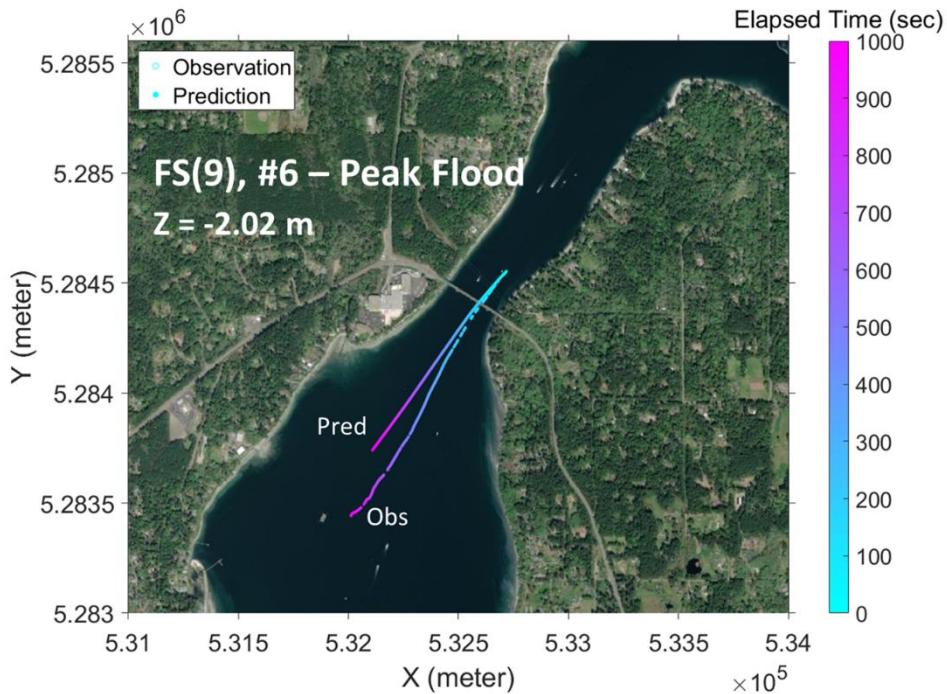 ×10⁶
Elapsed Time (sec)
Observation
Prediction
FS(9), #6 – Peak Flood
Z = -2.02 m
Pred
Obs
Y (meter)
5.2855
5.285
5.2845
5.284
5.2835
5.283
5.31
5.315
5.32
5.325
5.33
5.335
5.34
X (meter)
×10⁵
1000
900
800
700
600
500
400
300
200
100
0